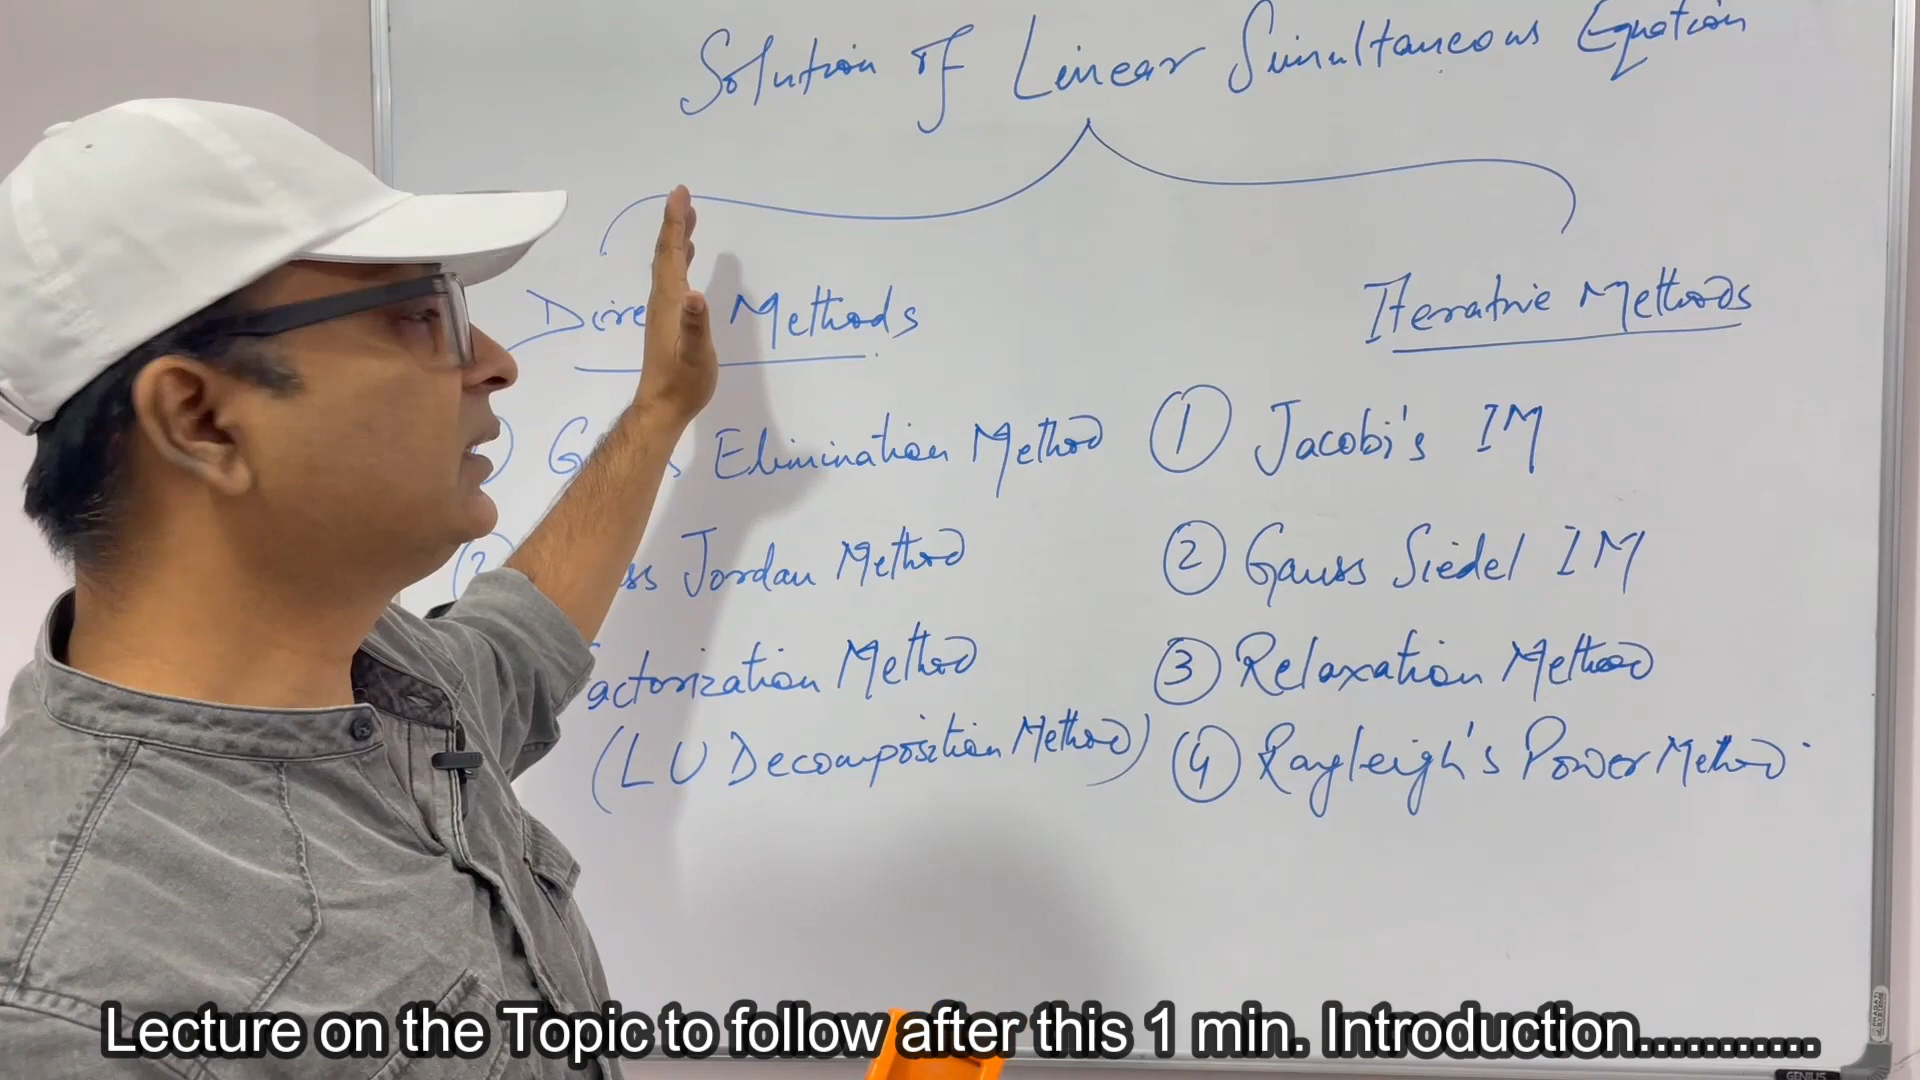 Solution of Linear Simultaneous Equation
Methods
Elimination Method
Jordan Method
actorization Method
(LU Decomposition Method)
Iterative Methods
① Jacobi's IM
② Gauss Siedel IM
③ Relaxation Method
④ Rayleigh's Power Method
Lecture on the Topic to follow after this 1 min. Introduction...........
GENIUS